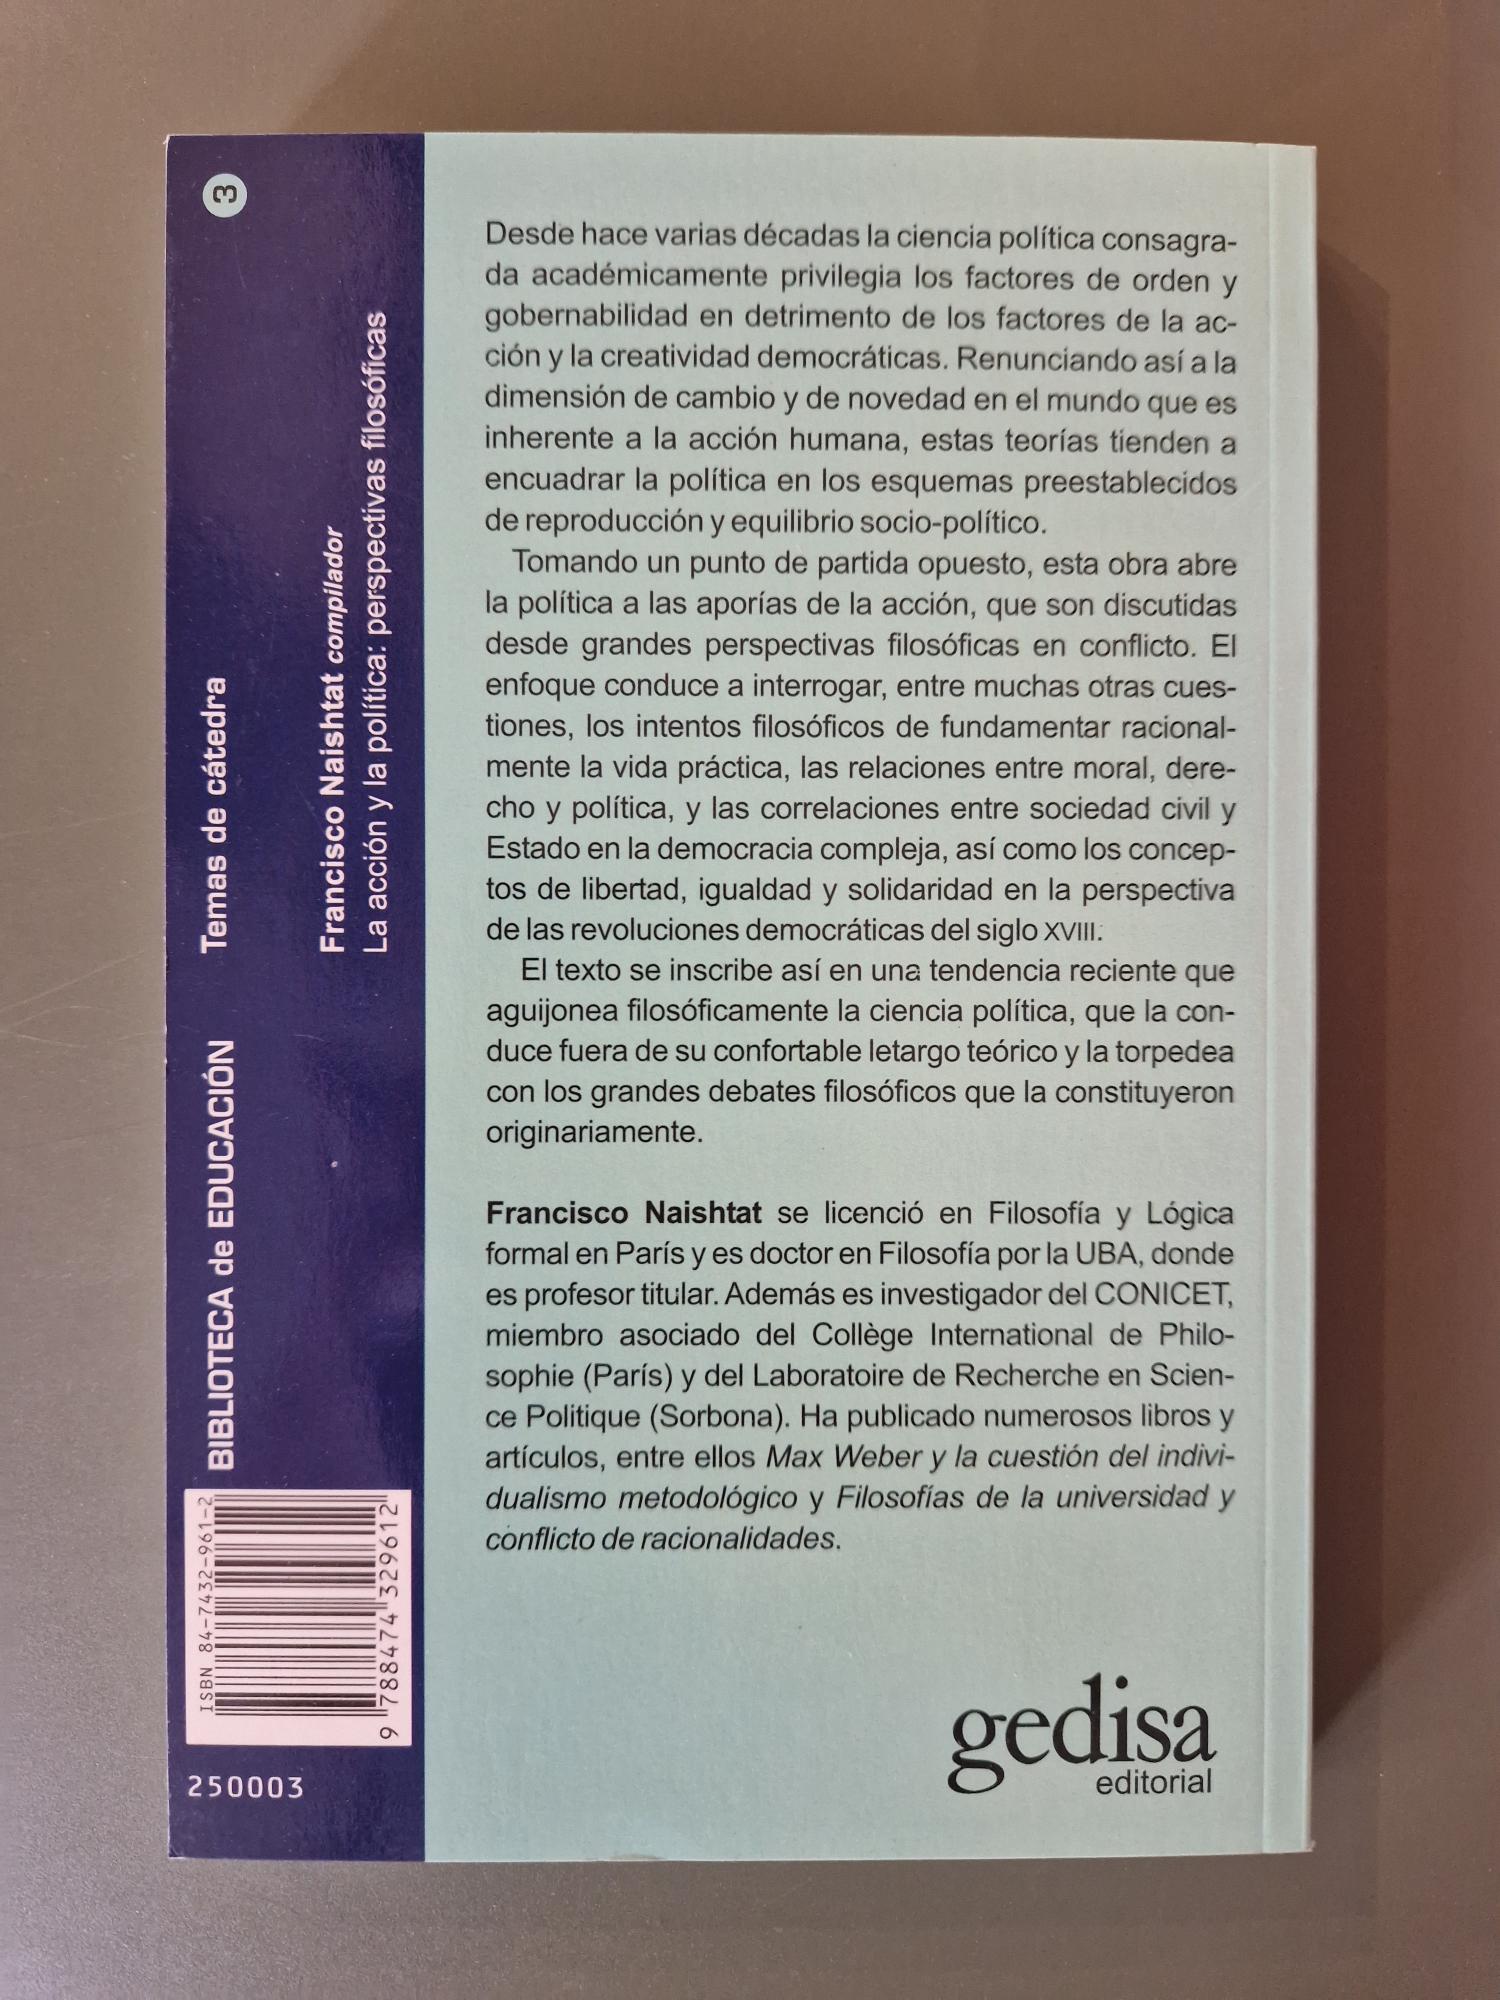 3
BIBLIOTECA de EDUCACIÓN
Temas de cátedra
Francisco Naishtat compilador
La acción y la política: perspectivas filosóficas
ISBN 84-7432-961-2
9 788474 329612
250003
Desde hace varias décadas la ciencia política consagra-
da académicamente privilegia los factores de orden y
gobernabilidad en detrimento de los factores de la ac-
ción y la creatividad democráticas. Renunciando así a la
dimensión de cambio y de novedad en el mundo que es
inherente a la acción humana, estas teorías tienden a
encuadrar la política en los esquemas preestablecidos
de reproducción y equilibrio socio-político.
Tomando un punto de partida opuesto, esta obra abre
la política a las aporías de la acción, que son discutidas
desde grandes perspectivas filosóficas en conflicto. El
enfoque conduce a interrogar, entre muchas otras cues-
tiones, los intentos filosóficos de fundamentar racional-
mente la vida práctica, las relaciones entre moral, dere-
cho y política, y las correlaciones entre sociedad civil y
Estado en la democracia compleja, así como los concep-
tos de libertad, igualdad y solidaridad en la perspectiva
de las revoluciones democráticas del siglo XVIII.
El texto se inscribe así en una tendencia reciente que
aguijonea filosóficamente la ciencia política, que la con-
duce fuera de su confortable letargo teórico y la torpedea
con los grandes debates filosóficos que la constituyeron
originariamente.
Francisco Naishtat se licenció en Filosofía y Lógica
formal en París y es doctor en Filosofía por la UBA, donde
es profesor titular. Además es investigador del CONICET,
miembro asociado del Collège International de Philo-
sophie (París) y del Laboratoire de Recherche en Scien-
ce Politique (Sorbona). Ha publicado numerosos libros y
artículos, entre ellos Max Weber y la cuestión del indivi-
dualismo metodológico y Filosofías de la universidad y
conflicto de racionalidades.
gedisa
editorial